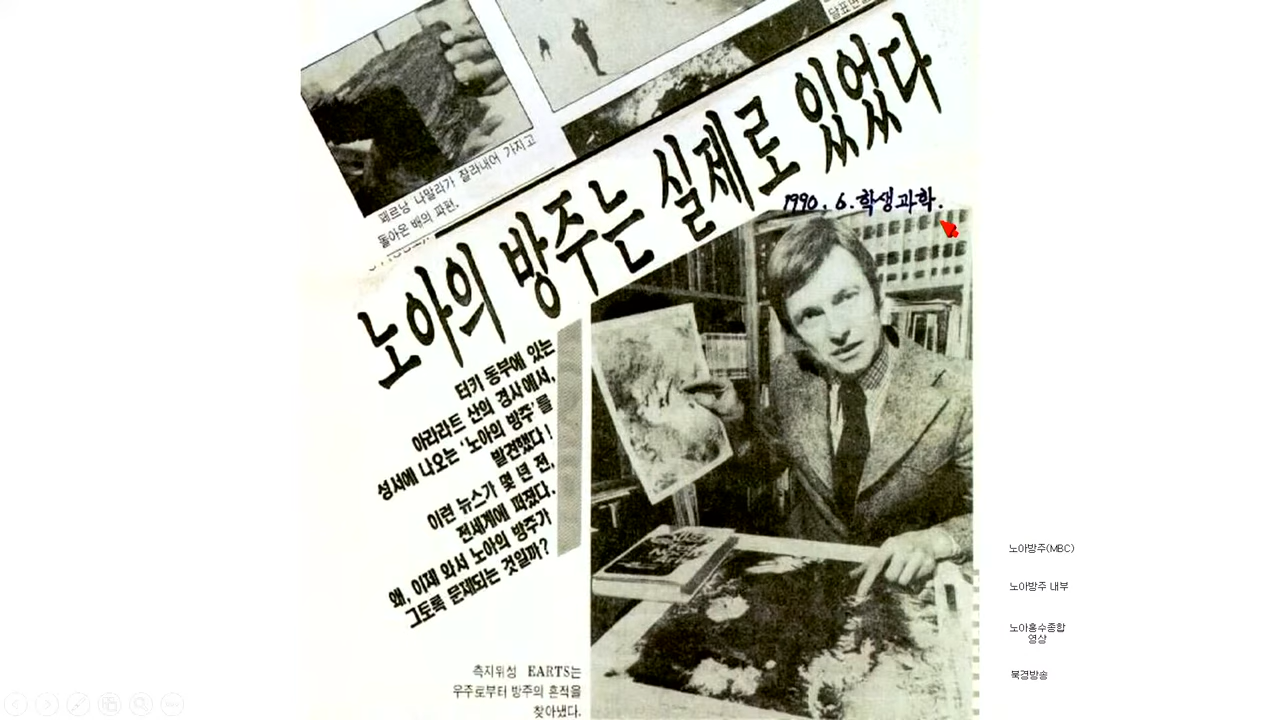 달표면
페르낭 나말라가 잘라내어 가지고
돌아온 배의 파편.
노아의 방주는 실제로 있었다
1990. 6. 학생과학.
터키 동부에 있는
아라라트 산의 경사에서,
성서에 나오는 '노아의 방주'를
발견했다!
이런 뉴스가 몇 년 전,
전세계에 퍼졌다.
왜, 이제 와서 노아의 방주가
그토록 문제되는 것일까?
측지위성 EARTS는
우주로부터 방주의 흔적을
찾아냈다.
노아방주(MBC)
노아방주 내부
노아홍수종합
영상
북경방송